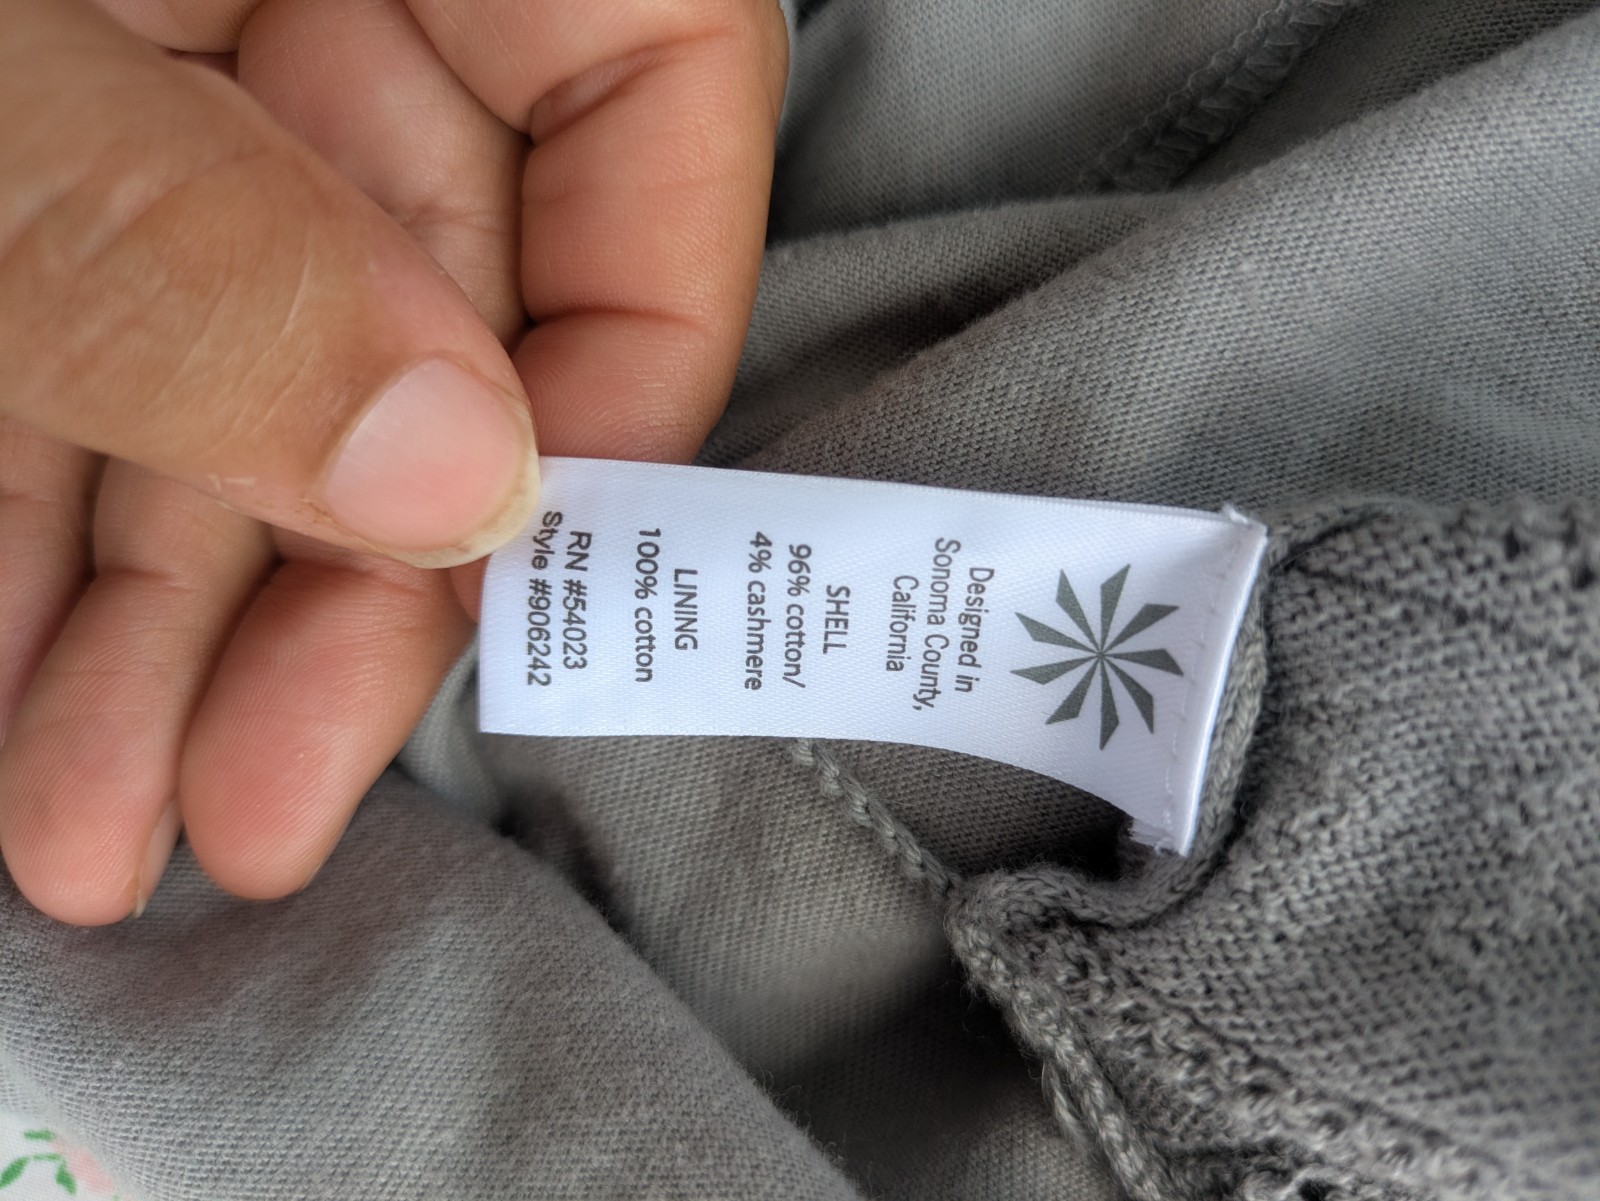 Designed in
Sonoma County,
California
SHELL
96% cotton/
4% cashmere
LINING
100% cotton
RN #54023
Style #906242